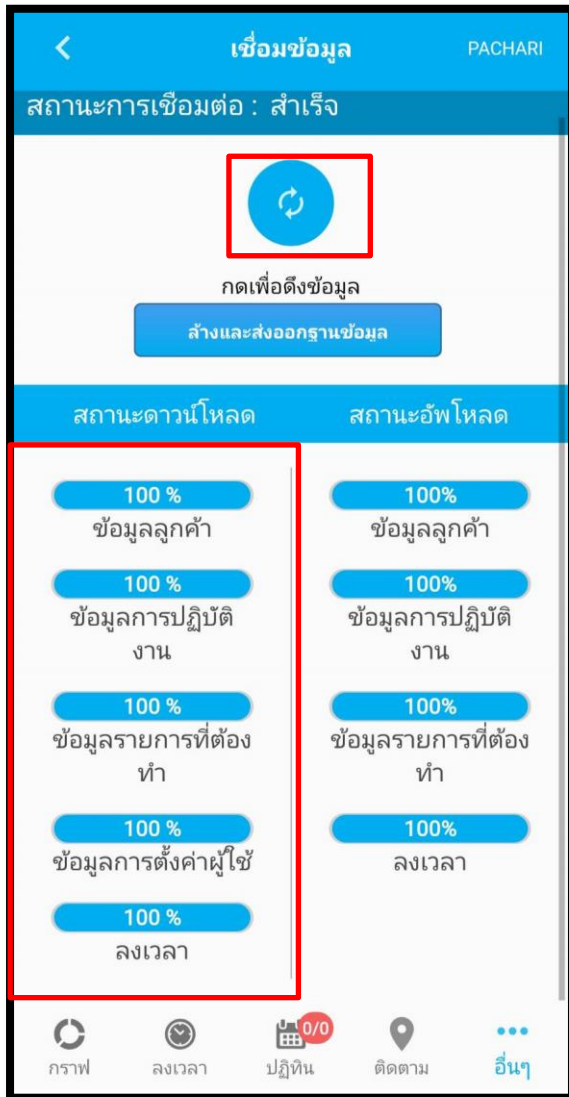 เชื่อมข้อมูล PACHARI
สถานะการเชื่อมต่อ : สำเร็จ
กดเพื่อดึงข้อมูล
ล้างและส่งออกฐานข้อมูล
สถานะดาวน์โหลด สถานะอัพโหลด
100 % 100%
ข้อมูลลูกค้า ข้อมูลลูกค้า
100 % 100%
ข้อมูลการปฏิบัติ ข้อมูลการปฏิบัติ
งาน งาน
100 % 100%
ข้อมูลรายการที่ต้อง ข้อมูลรายการที่ต้อง
ทำ ทำ
100 % 100%
ข้อมูลการตั้งค่าผู้ใช้ ลงเวลา
100 %
ลงเวลา
0/0
กราฟ ลงเวลา ปฏิทิน ติดตาม อื่นๆ